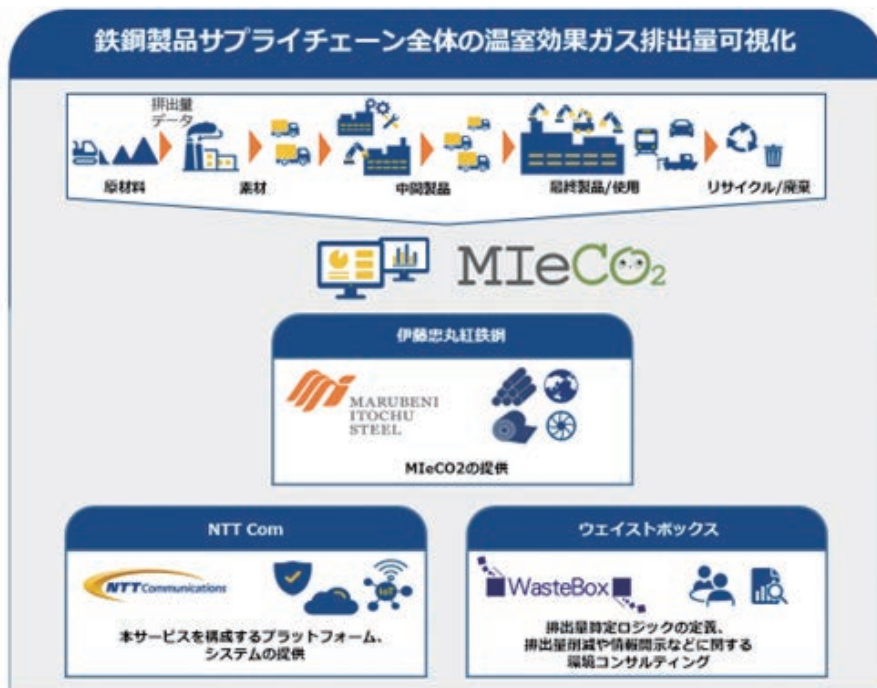 鉄鋼製品サプライチェーン全体の温室効果ガス排出量可視化
排出量
データ
原材料
素材
中間製品
最終製品/使用
リサイクル/廃棄
MIeCO2
伊藤忠丸紅鉄鋼
MARUBENI
ITOCHU
STEEL
MIeCO2の提供
NTT Com
NTT Communications
本サービスを構成するプラットフォーム、
システムの提供
ウェイストボックス
WasteBox
排出量算定ロジックの定義、
排出量削減や情報開示などに関する
環境コンサルティング
IoT